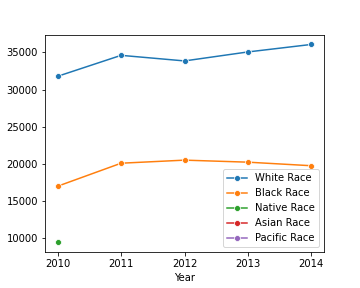 35000
30000
25000
20000
15000
10000
White Race
Black Race
Native Race
Asian Race
Pacific Race
2010 2011 2012 2013 2014
Year